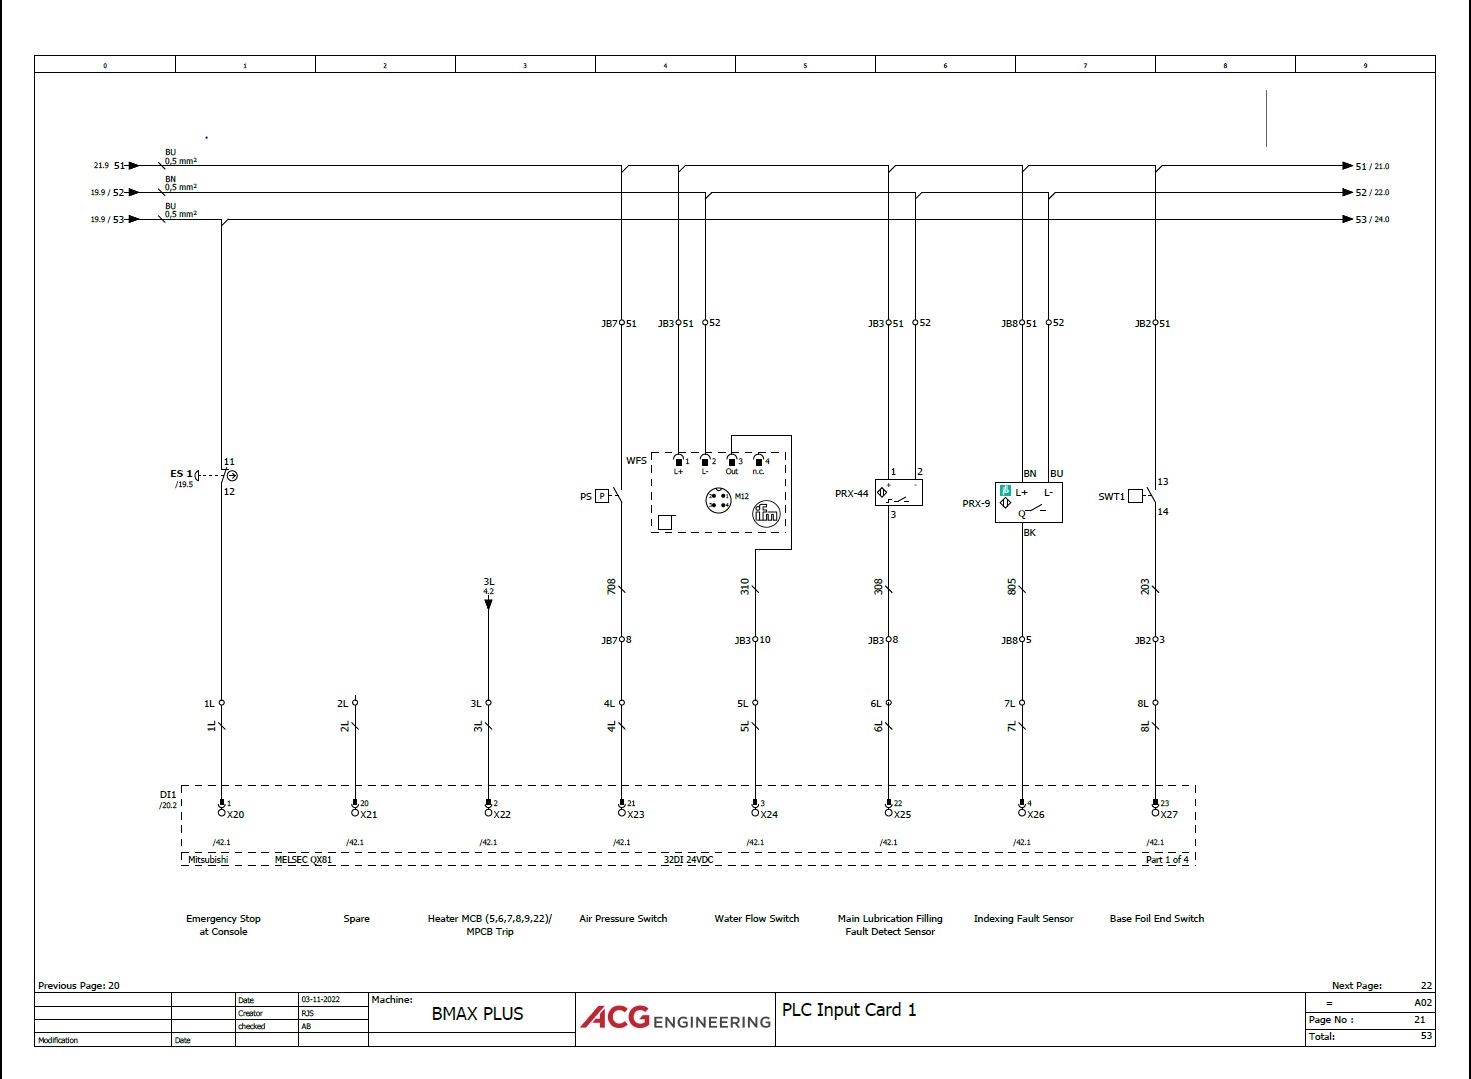 0 1 2 3 4 5 6 7 8 9
BU
21.9 51 0,5 mm² 51 / 21.0
BN
19.9 / 52 0,5 mm² 52 / 22.0
BU
19.9 / 53 0,5 mm² 53 / 24.0
JB7 51 JB3 51 52 JB3 51 52 JB8 51 52 JB2 51
11
ES 1
/19.5
12
WFS 1 2 3 4
L+ L- Out n.c.
M12
ifm
PS P
1 2
PRX-44 + -
3
BN BU
PRX-9 L+ L-
Q
BK
13
SWT1
14
3L
4.2
708 310 308 805 203
JB7 8 JB3 10 JB3 8 JB8 5 JB2 3
1L 2L 3L 4L 5L 6L 7L 8L
1L 2L 3L 4L 5L 6L 7L 8L
DI1
/20.2
1 20 2 21 3 22 4 23
X20 X21 X22 X23 X24 X25 X26 X27
/42.1 /42.1 /42.1 /42.1 /42.1 /42.1 /42.1 /42.1
Mitsubishi MELSEC QX81 32DI 24VDC Part 1 of 4
Emergency Stop
at Console
Spare
Heater MCB (5,6,7,8,9,22)/
MPCB Trip
Air Pressure Switch
Water Flow Switch
Main Lubrication Filling
Fault Detect Sensor
Indexing Fault Sensor
Base Foil End Switch
Previous Page: 20 Next Page: 22
Date 03-11-2022
Creator RJS
checked AB
Modification Date
Machine:
BMAX PLUS
ACG ENGINEERING
PLC Input Card 1
= A02
Page No : 21
Total: 53